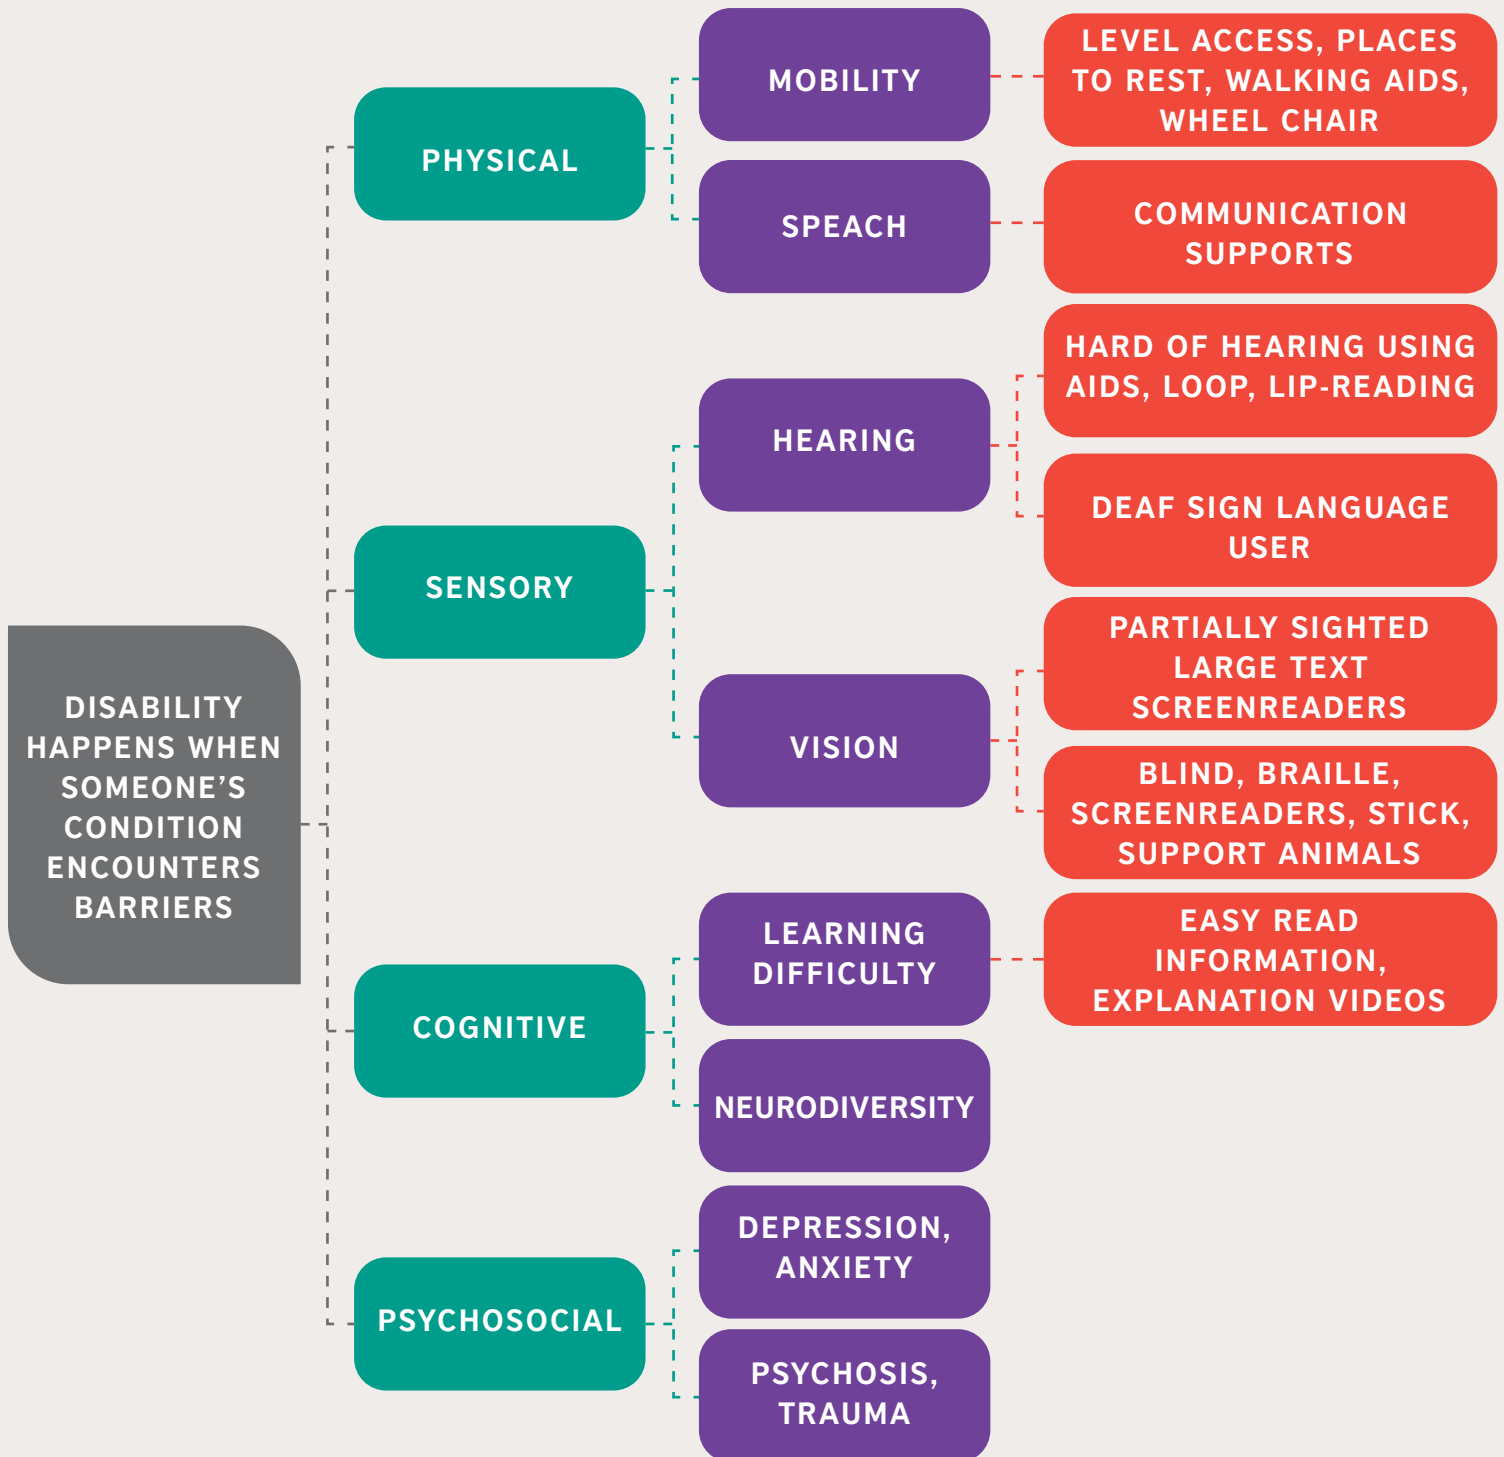 DISABILITY
HAPPENS WHEN
SOMEONE’S
CONDITION
ENCOUNTERS
BARRIERS
PHYSICAL
MOBILITY
LEVEL ACCESS, PLACES
TO REST, WALKING AIDS,
WHEEL CHAIR
SPEACH
COMMUNICATION
SUPPORTS
SENSORY
HEARING
HARD OF HEARING USING
AIDS, LOOP, LIP-READING
DEAF SIGN LANGUAGE
USER
VISION
PARTIALLY SIGHTED
LARGE TEXT
SCREENREADERS
BLIND, BRAILLE,
SCREENREADERS, STICK,
SUPPORT ANIMALS
COGNITIVE
LEARNING
DIFFICULTY
EASY READ
INFORMATION,
EXPLANATION VIDEOS
NEURODIVERSITY
PSYCHOSOCIAL
DEPRESSION,
ANXIETY
PSYCHOSIS,
TRAUMA